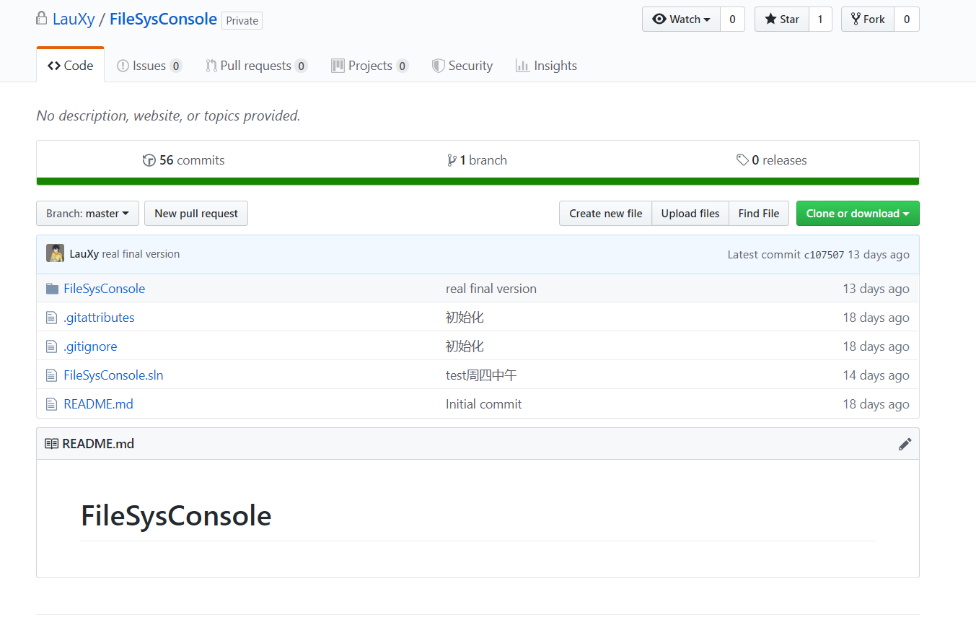 LauXy / FileSysConsole Private Watch 0 Star 1 Fork 0
Code Issues 0 Pull requests 0 Projects 0 Security Insights
No description, website, or topics provided.
56 commits 1 branch 0 releases
Branch: master New pull request Create new file Upload files Find File Clone or download
LauXy real final version Latest commit c107507 13 days ago
FileSysConsole real final version 13 days ago
.gitattributes 初始化 18 days ago
.gitignore 初始化 18 days ago
FileSysConsole.sln test周四中午 14 days ago
README.md Initial commit 18 days ago
README.md
FileSysConsole